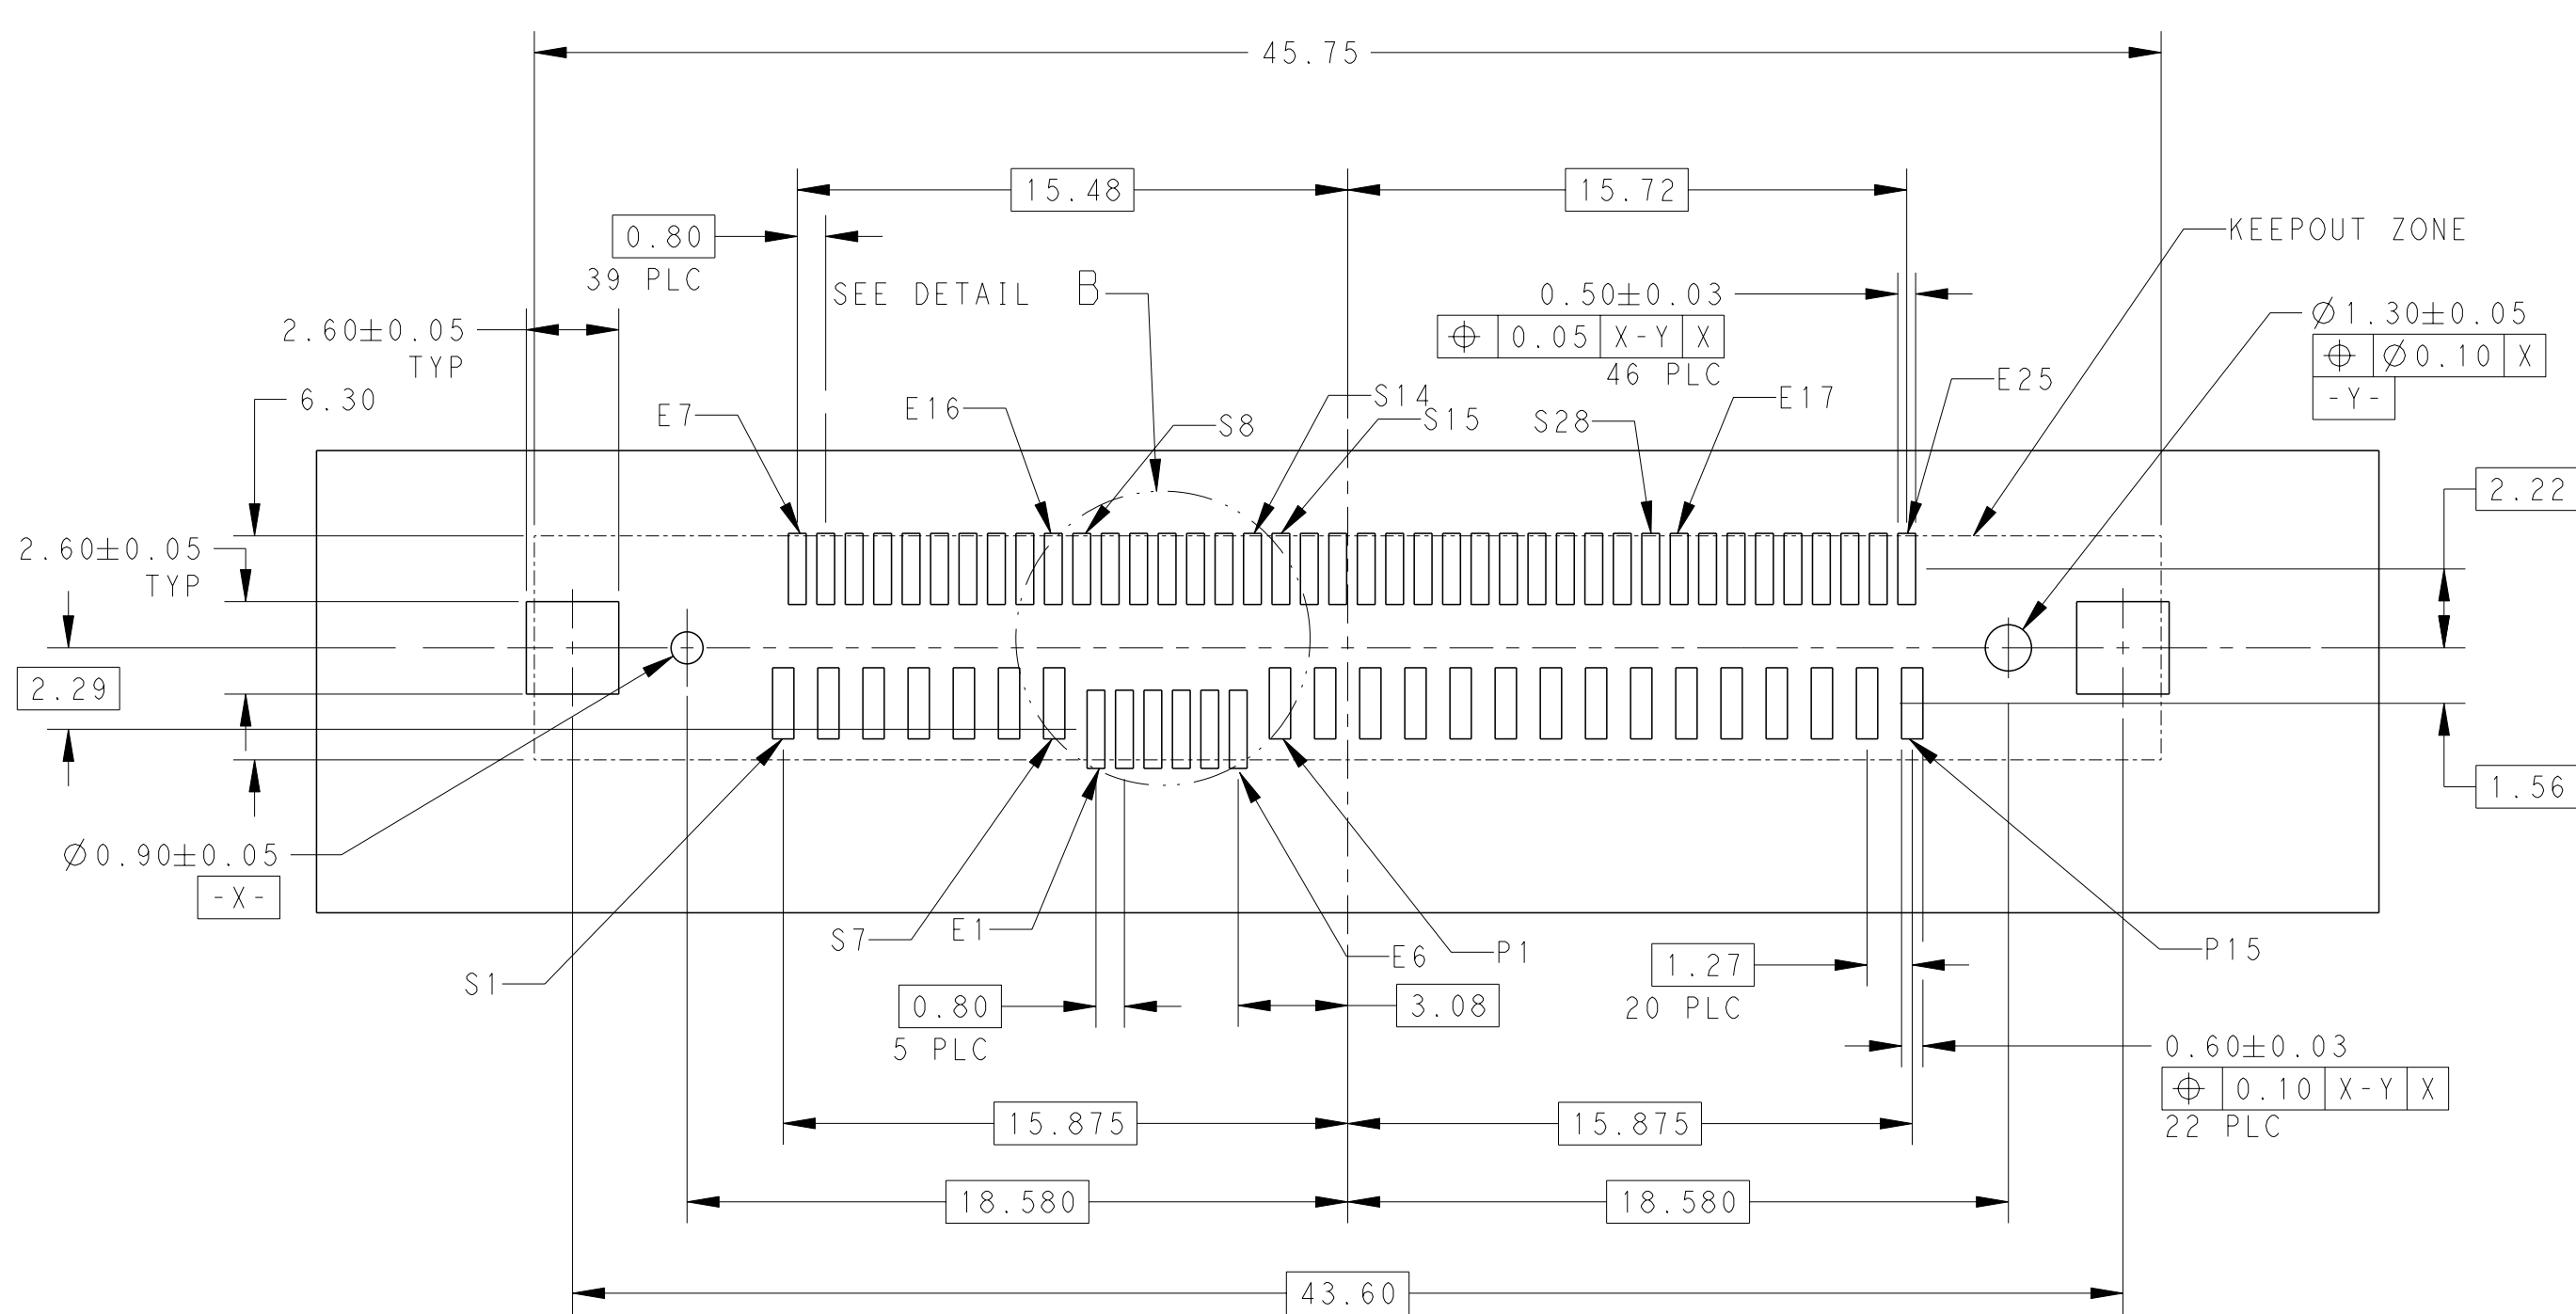 45.75
15.48
15.72
0.80
39 PLC
KEEPOUT ZONE
SEE DETAIL B
0.50±0.03
⌖ 0.05 X-Y X
46 PLC
Ø1.30±0.05
⌖ Ø0.10 X
-Y-
2.60±0.05
TYP
6.30
E7
E16
S8
S14
S15
S28
E17
E25
2.22
2.60±0.05
TYP
2.29
1.56
Ø0.90±0.05
-X-
S1
S7
E1
E6
P1
P15
1.27
20 PLC
0.80
5 PLC
3.08
0.60±0.03
⌖ 0.10 X-Y X
22 PLC
15.875
15.875
18.580
18.580
43.60